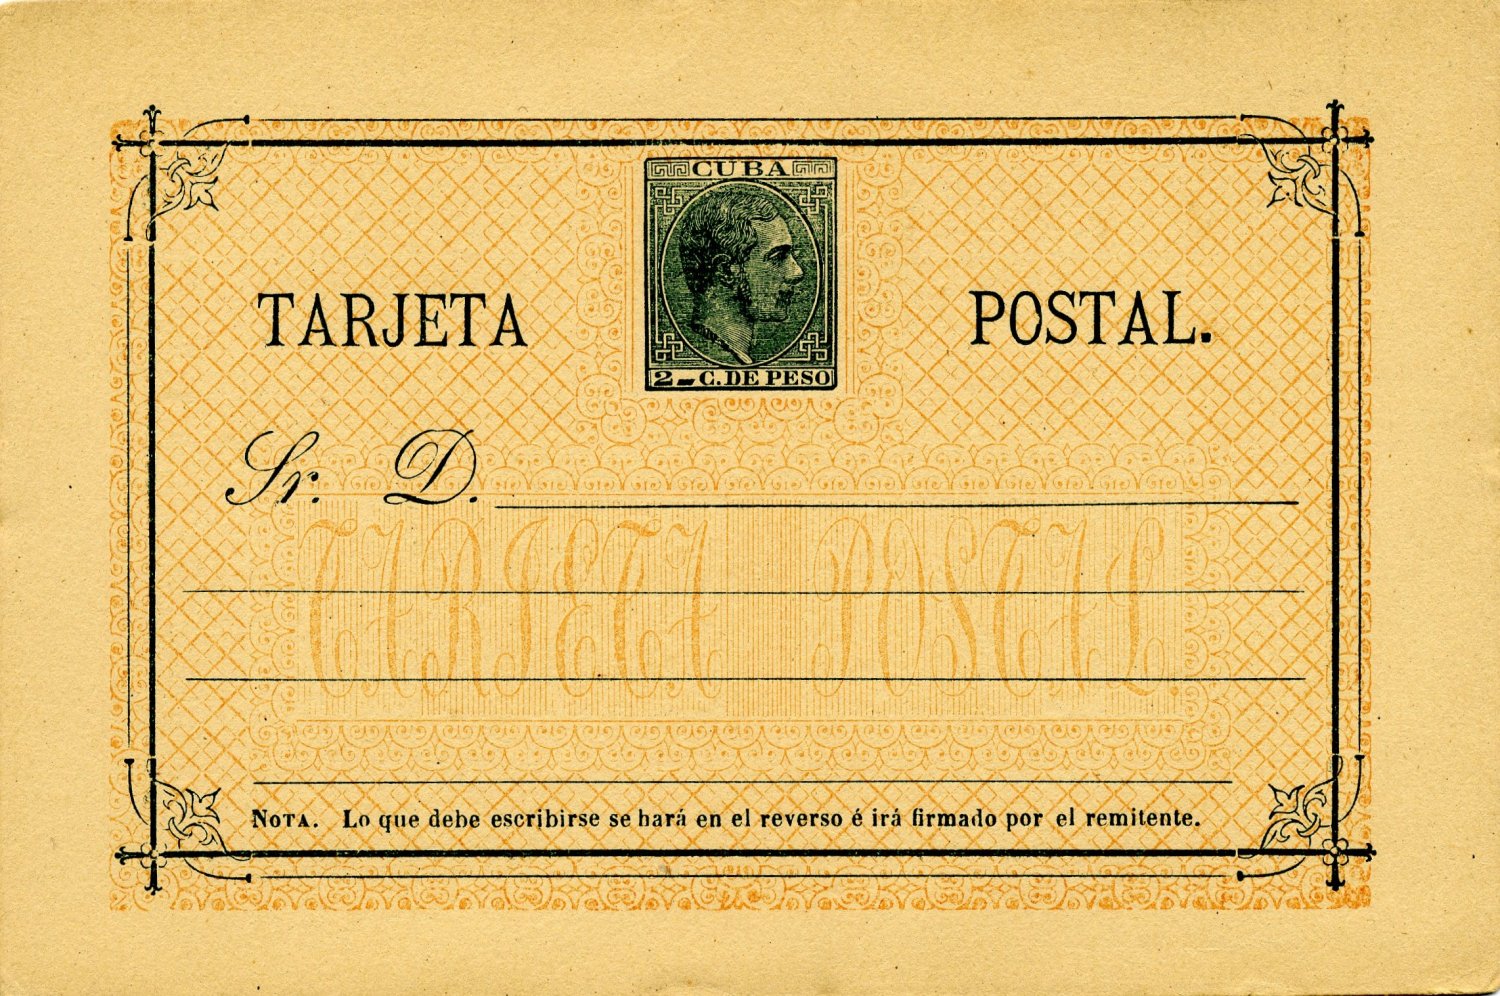 CUBA
2 - C. DE PESO
TARJETA POSTAL.
Sr. D.
TARJETA POSTAL.
NOTA. Lo que debe escribirse se hará en el reverso é irá firmado por el remitente.